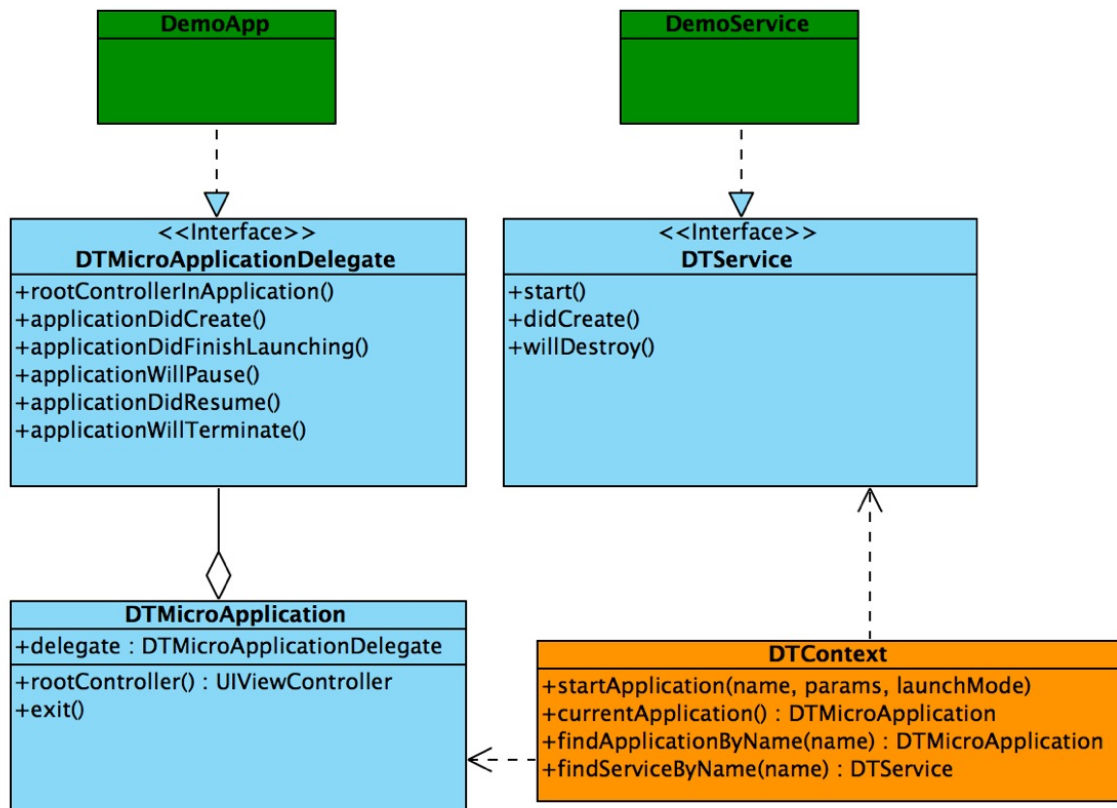 DemoApp
DemoService
<<Interface>>
DTMicroApplicationDelegate
+rootControllerInApplication()
+applicationDidCreate()
+applicationDidFinishLaunching()
+applicationWillPause()
+applicationDidResume()
+applicationWillTerminate()
<<Interface>>
DTService
+start()
+didCreate()
+willDestroy()
DTMicroApplication
+delegate : DTMicroApplicationDelegate
+rootController() : UIViewController
+exit()
DTContext
+startApplication(name, params, launchMode)
+currentApplication() : DTMicroApplication
+findApplicationByName(name) : DTMicroApplication
+findServiceByName(name) : DTService